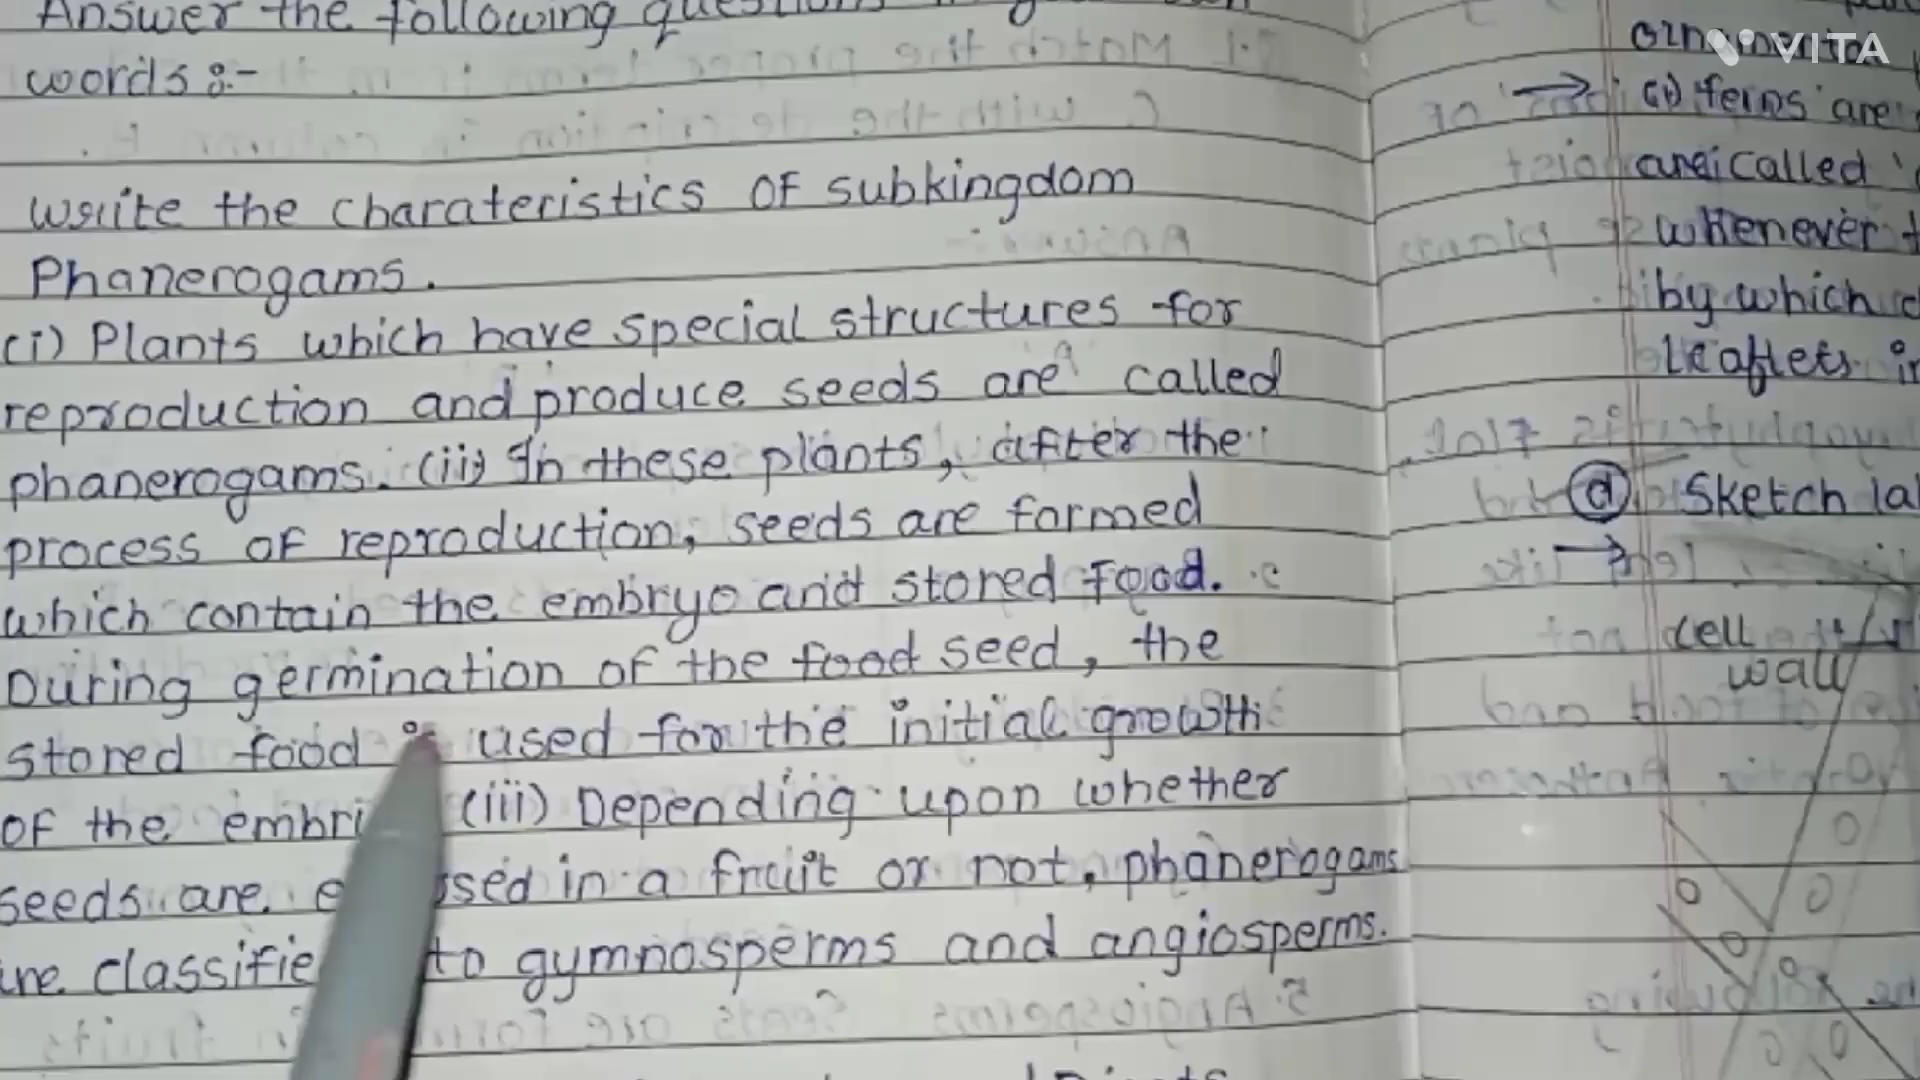 Answer the following questions
words :-
Write the charateristics of subkingdom
Phanerogams.
(i) Plants which have special structures for
reproduction and produce seeds are called
phanerogams. (ii) In these plants, after the
process of reproduction, seeds are formed
which contain the embryo and stored food.
During germination of the food seed, the
stored food is used for the initial growth
of the embri
(iii) Depending upon whether
seeds are in a fruit or not, phanerogams
are classifie to gymnosperms and angiosperms.
ornamental
→ (i) ferns are
are called '
whenever
by which
leaflets in
(d) Sketch
→
cell
wall
VITA